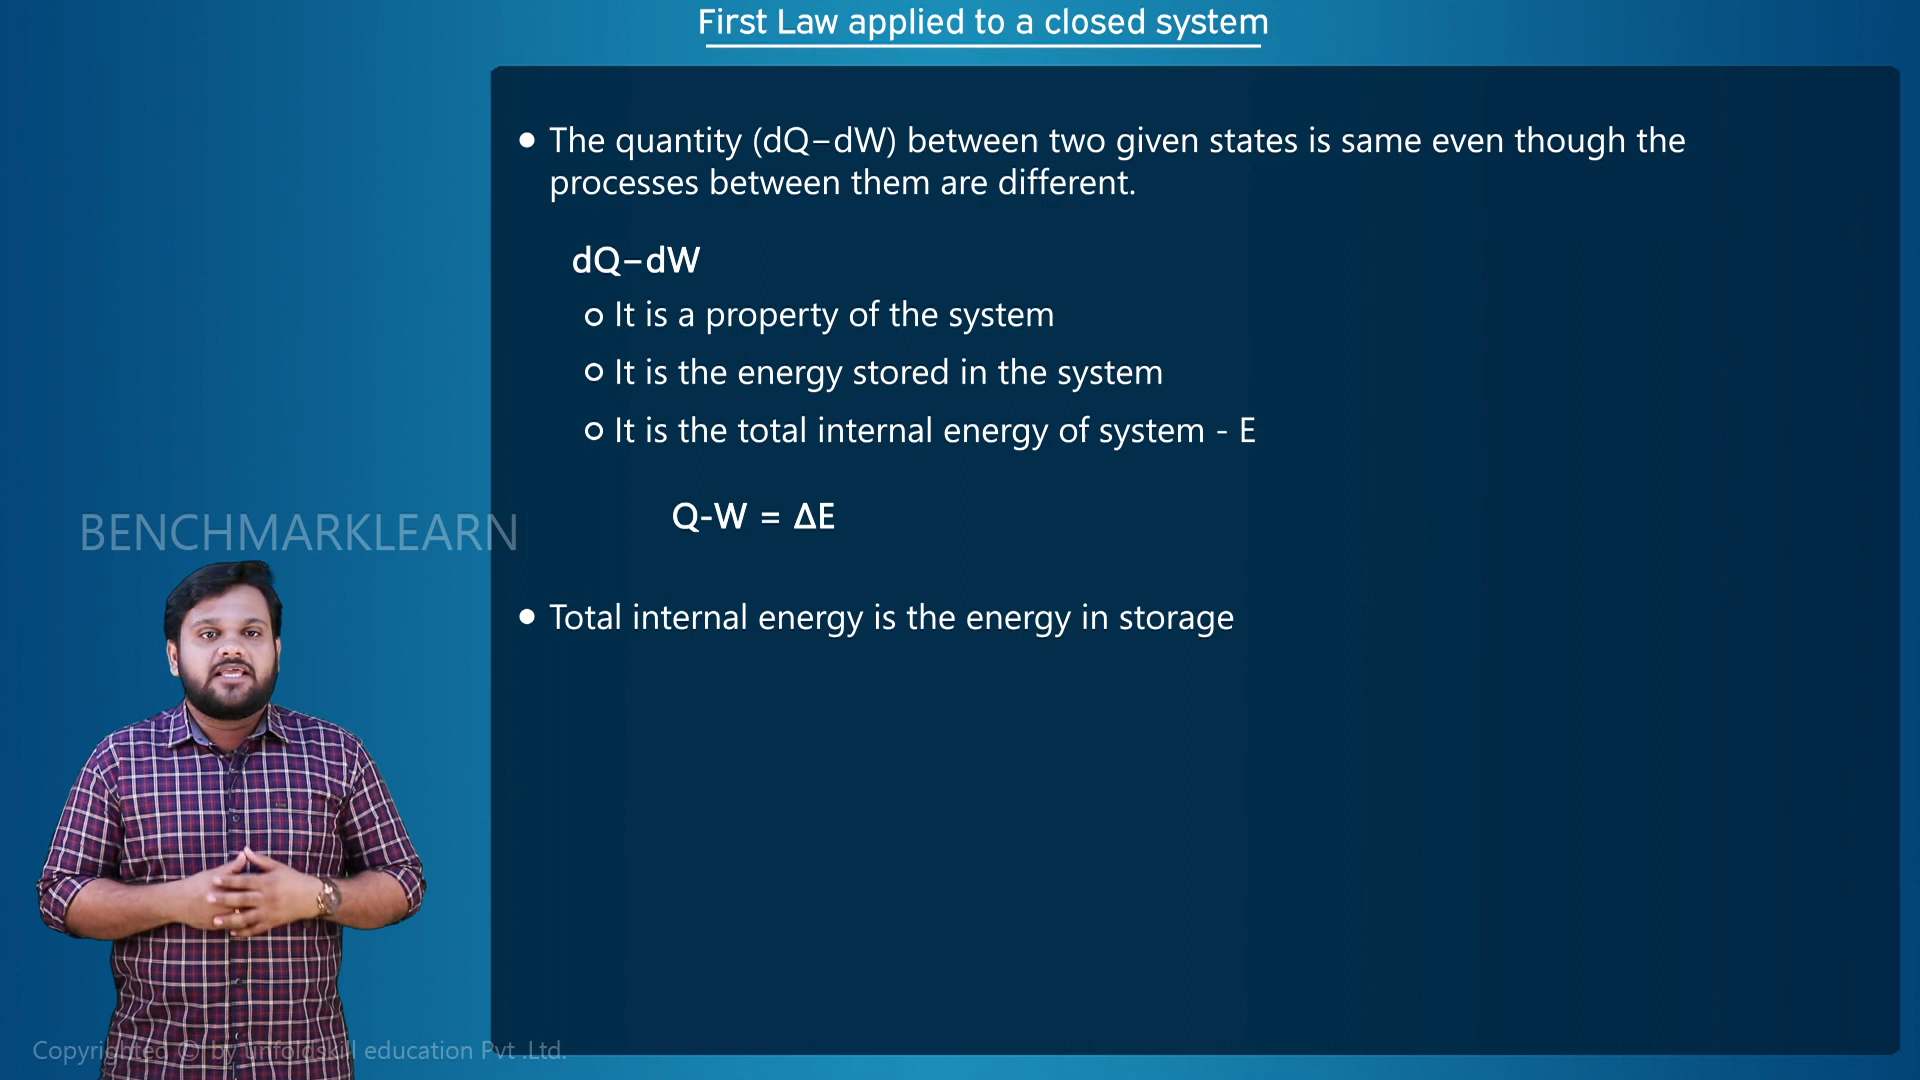 First Law applied to a closed system
● The quantity (dQ–dW) between two given states is same even though the
processes between them are different.
dQ–dW
o It is a property of the system
o It is the energy stored in the system
o It is the total internal energy of system - E
Q-W = ΔE
● Total internal energy is the energy in storage
BENCHMARKLEARN
Copyrighted © by unfoldskill education Pvt .Ltd.